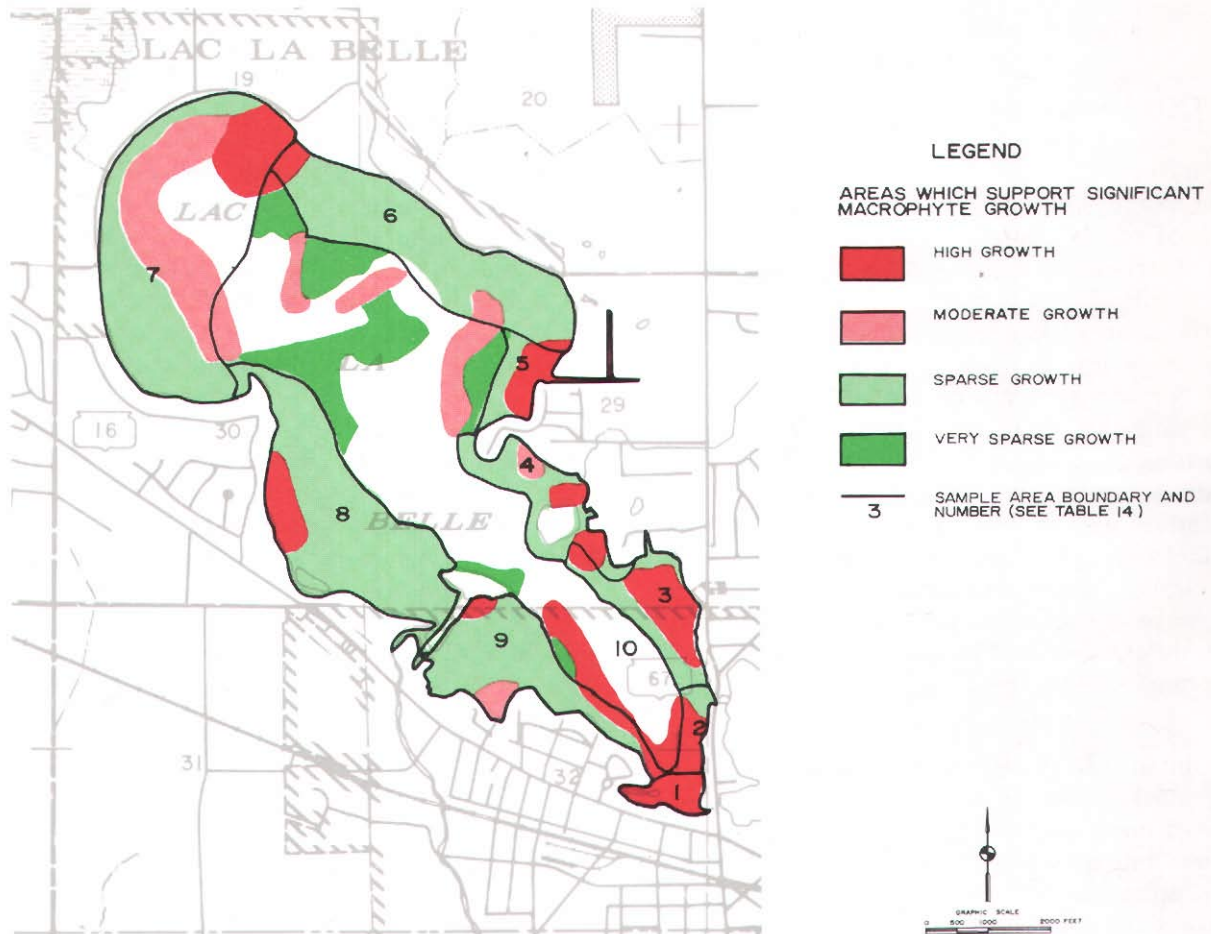 LAC LA BELLE
19
20
6
LAC
7
5
LA
29
16
30
4
8
BELLE
3
9
10
67
2
31
32
1
LEGEND
AREAS WHICH SUPPORT SIGNIFICANT
MACROPHYTE GROWTH
HIGH GROWTH
MODERATE GROWTH
SPARSE GROWTH
VERY SPARSE GROWTH
SAMPLE AREA BOUNDARY AND
3 NUMBER (SEE TABLE 14)
GRAPHIC SCALE
0 500 1000 2000 FEET